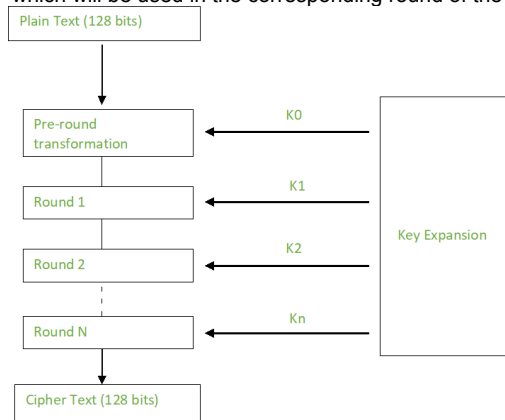 which will be used in the corresponding round of the
Plain Text (128 bits)
Pre-round
transformation
K0
Round 1
K1
Key Expansion
Round 2
K2
Round N
Kn
Cipher Text (128 bits)